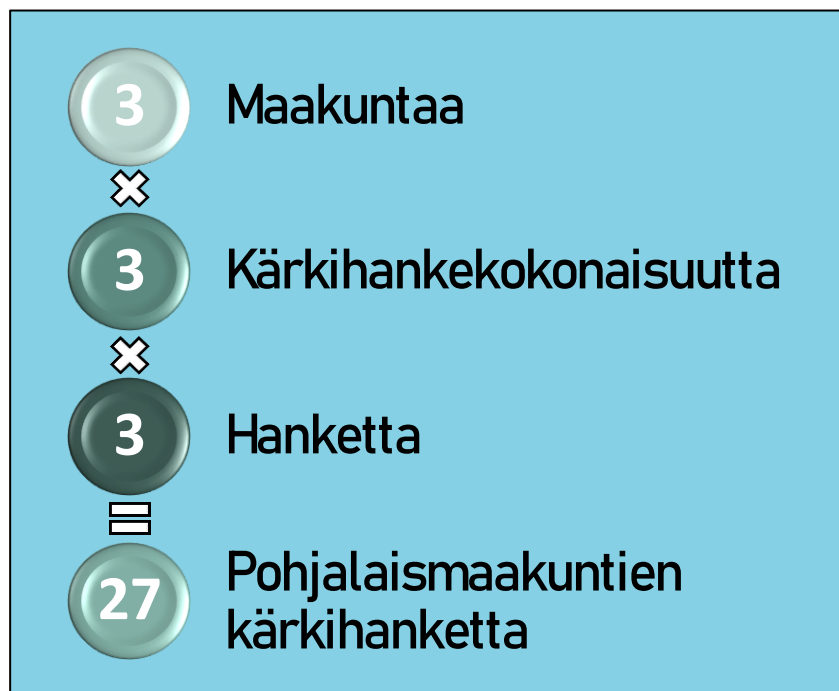 3 Maakuntaa
×
3 Kärkihankekokonaisuutta
×
3 Hanketta
=
27 Pohjalaismaakuntien
kärkihanketta